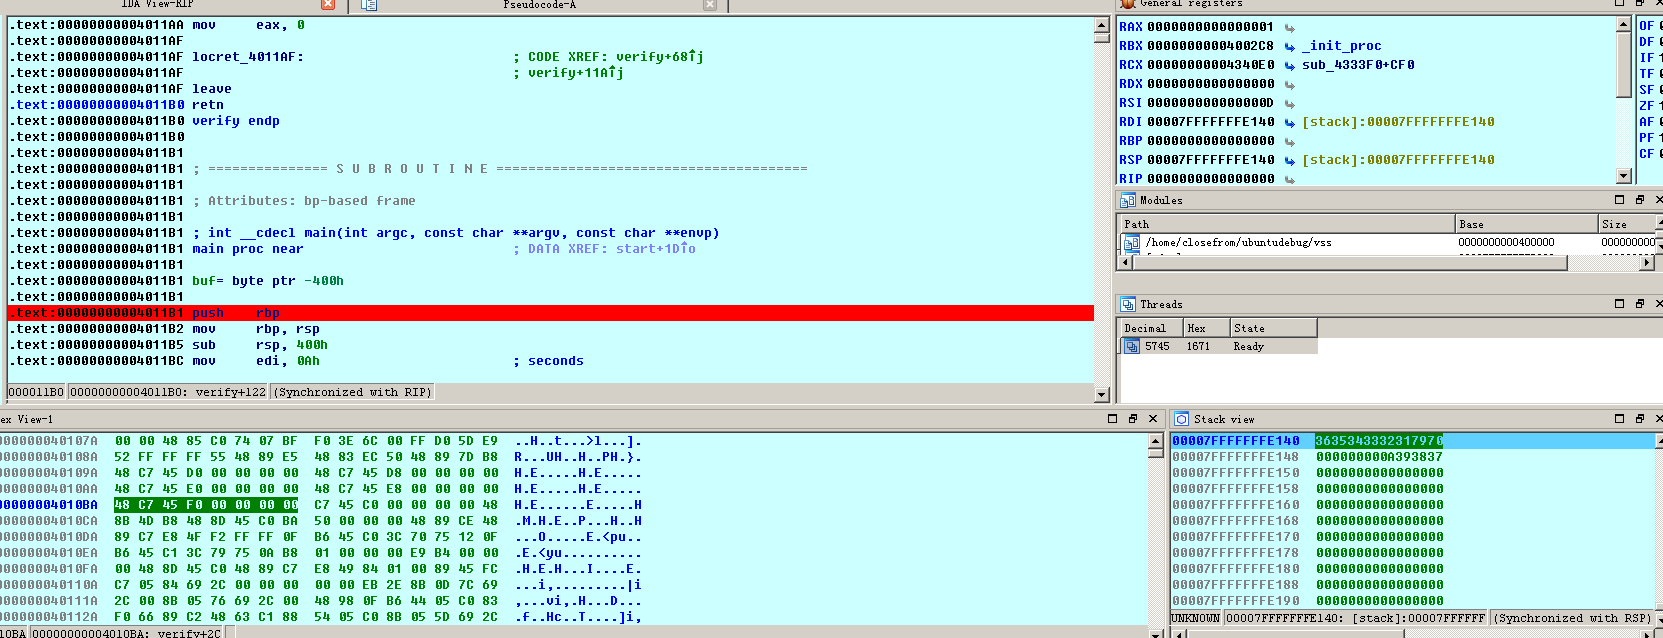 IDA View-RIP
Pseudocode-A
General registers
.text:00000000004011AA mov eax, 0
.text:00000000004011AF
.text:00000000004011AF locret_4011AF: ; CODE XREF: verify+68↑j
.text:00000000004011AF ; verify+11A↑j
.text:00000000004011AF leave
.text:00000000004011B0 retn
.text:00000000004011B0 verify endp
.text:00000000004011B0
.text:00000000004011B1
.text:00000000004011B1 ; =============== S U B R O U T I N E =======================================
.text:00000000004011B1
.text:00000000004011B1 ; Attributes: bp-based frame
.text:00000000004011B1
.text:00000000004011B1 ; int __cdecl main(int argc, const char **argv, const char **envp)
.text:00000000004011B1 main proc near ; DATA XREF: start+1D↑o
.text:00000000004011B1
.text:00000000004011B1 buf= byte ptr -400h
.text:00000000004011B1
.text:00000000004011B1 push rbp
.text:00000000004011B2 mov rbp, rsp
.text:00000000004011B5 sub rsp, 400h
.text:00000000004011BC mov edi, 0Ah ; seconds
000011B0 00000000004011B0: verify+122 (Synchronized with RIP)
RAX 0000000000000001
RBX 00000000004002C8 _init_proc
RCX 00000000004340E0 sub_4333F0+CF0
RDX 0000000000000000
RSI 000000000000000D
RDI 00007FFFFFFFE140 [stack]:00007FFFFFFFE140
RBP 0000000000000000
RSP 00007FFFFFFFE140 [stack]:00007FFFFFFFE140
RIP 0000000000000000
OF
DF
IF
TF
SF
ZF
AF
PF
CF
Modules
Path Base Size
/home/closefrom/ubuntudebug/vss 0000000000400000 000000000
Threads
Decimal Hex State
5745 1671 Ready
ex View-1
000000040107A 00 00 48 85 C0 74 07 BF F0 3E 6C 00 FF D0 5D E9 ..H..t...>l...].
000000040108A 52 FF FF FF 55 48 89 E5 48 83 EC 50 48 89 7D B8 R...UH..H..PH.}.
000000040109A 48 C7 45 D0 00 00 00 00 48 C7 45 D8 00 00 00 00 H.E.....H.E.....
00000004010AA 48 C7 45 E0 00 00 00 00 48 C7 45 E8 00 00 00 00 H.E.....H.E.....
00000004010BA 48 C7 45 F0 00 00 00 00 C7 45 C0 00 00 00 00 48 H.E......E.....H
00000004010CA 8B 4D B8 48 8D 45 C0 BA 50 00 00 00 48 89 CE 48 .M.H.E..P...H..H
00000004010DA 89 C7 E8 4F F2 FF FF 0F B6 45 C0 3C 70 75 12 0F ...O.....E.<pu..
00000004010EA B6 45 C1 3C 79 75 0A B8 01 00 00 00 E9 B4 00 00 .E.<yu..........
00000004010FA 00 48 8D 45 C0 48 89 C7 E8 49 84 01 00 89 45 FC .H.E.H...I....E.
000000040110A C7 05 84 69 2C 00 00 00 00 00 EB 2E 8B 0D 7C 69 ...i,.........|i
000000040111A 2C 00 8B 05 76 69 2C 00 48 98 0F B6 44 05 C0 83 ,...vi,.H...D...
000000040112A F0 66 89 C2 48 63 C1 88 54 05 C0 8B 05 5D 69 2C .f..Hc..T....]i,
10BA 00000000004010BA: verify+2C
Stack view
00007FFFFFFFE140 3635343332317970
00007FFFFFFFE148 000000000A393837
00007FFFFFFFE150 0000000000000000
00007FFFFFFFE158 0000000000000000
00007FFFFFFFE160 0000000000000000
00007FFFFFFFE168 0000000000000000
00007FFFFFFFE170 0000000000000000
00007FFFFFFFE178 0000000000000000
00007FFFFFFFE180 0000000000000000
00007FFFFFFFE188 0000000000000000
00007FFFFFFFE190 0000000000000000
UNKNOWN 00007FFFFFFFE140: [stack]:00007FFFFFFF (Synchronized with RSP)